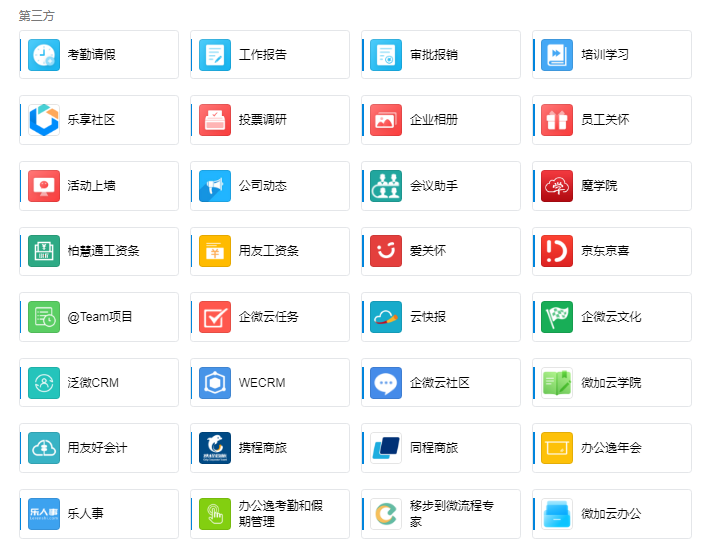 第三方
考勤请假
工作报告
审批报销
培训学习
乐享社区
投票调研
企业相册
员工关怀
活动上墙
公司动态
会议助手
魔学院
柏慧通工资条
用友工资条
爱关怀
京东京喜
@Team项目
企微云任务
云快报
企微云文化
泛微CRM
WECRM
企微云社区
微加云学院
用友好会计
携程商旅
同程商旅
办公逸年会
乐人事
乐人事
办公逸考勤和假
期管理
移步到微流程专
家
微加云办公